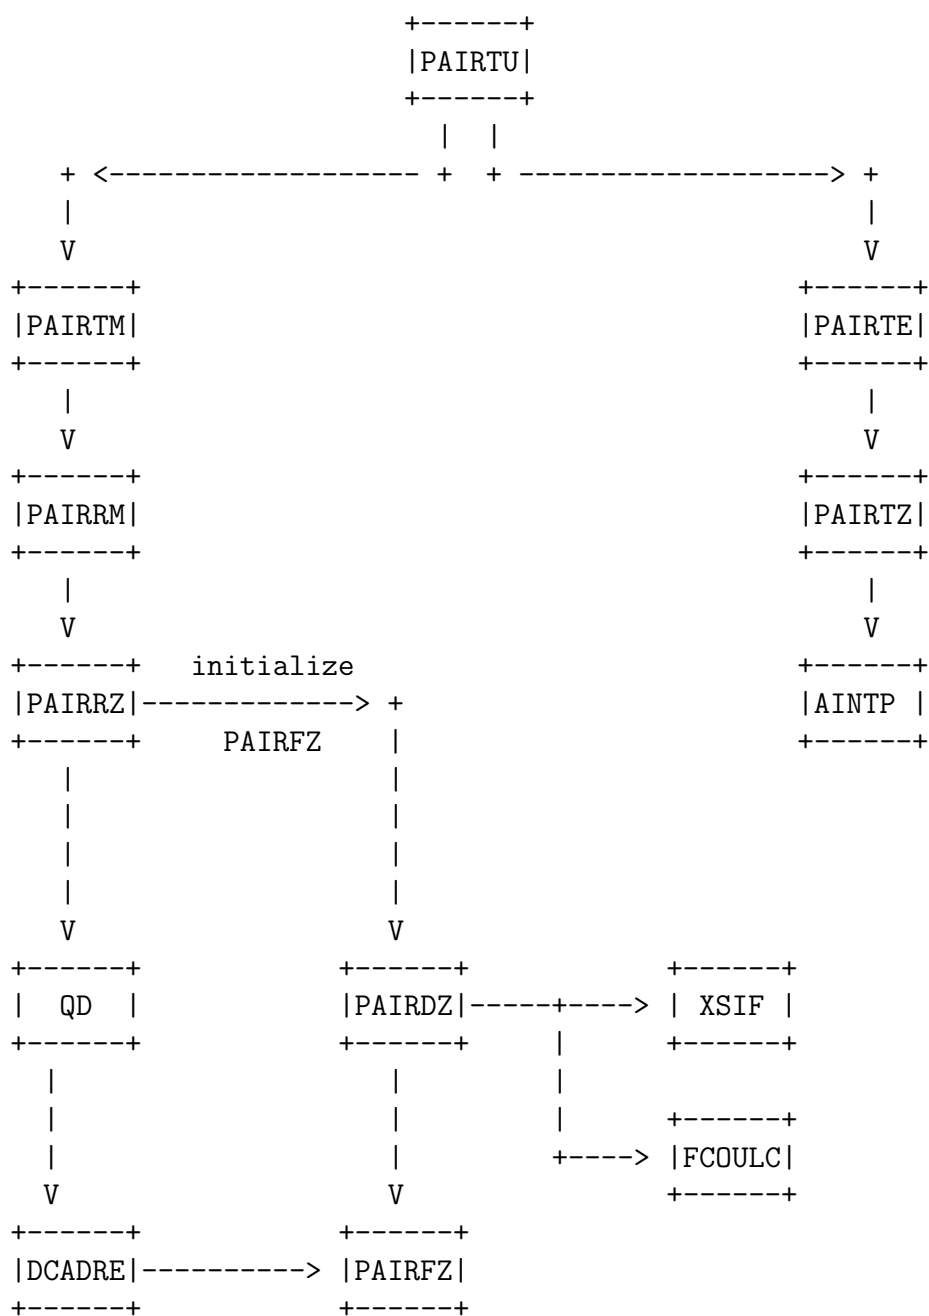 PAIRTU
PAIRTM PAIRTE
PAIRRM PAIRTZ
initialize
PAIRRZ AINTP
PAIRFZ
QD PAIRDZ XSIF
FCOULC
DCADRE PAIRFZ